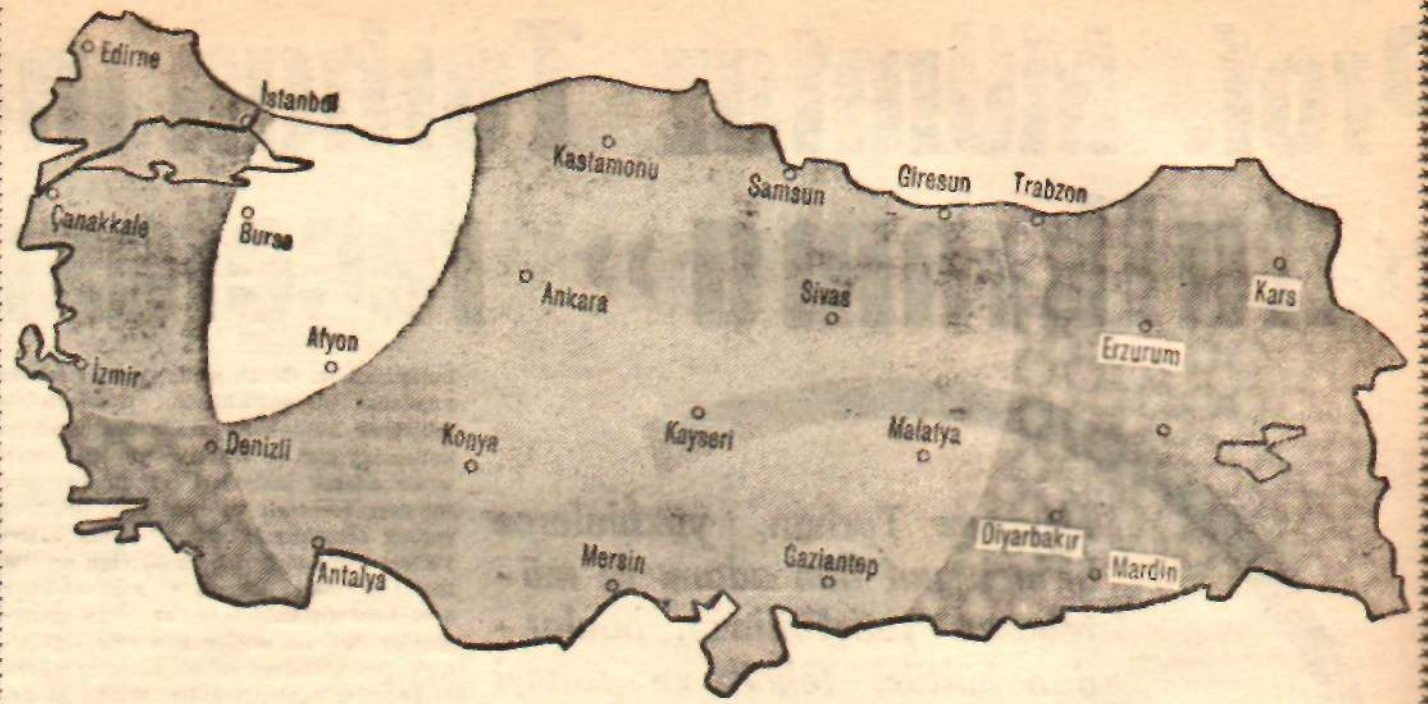 Edirne
İstanbul
Kastamonu
Samsun
Giresun
Trabzon
Çanakkale
Bursa
Ankara
Sivas
Kars
Afyon
Erzurum
İzmir
Denizli
Konya
Kayseri
Malatya
Diyarbakır
Antalya
Mersin
Gaziantep
Mardin